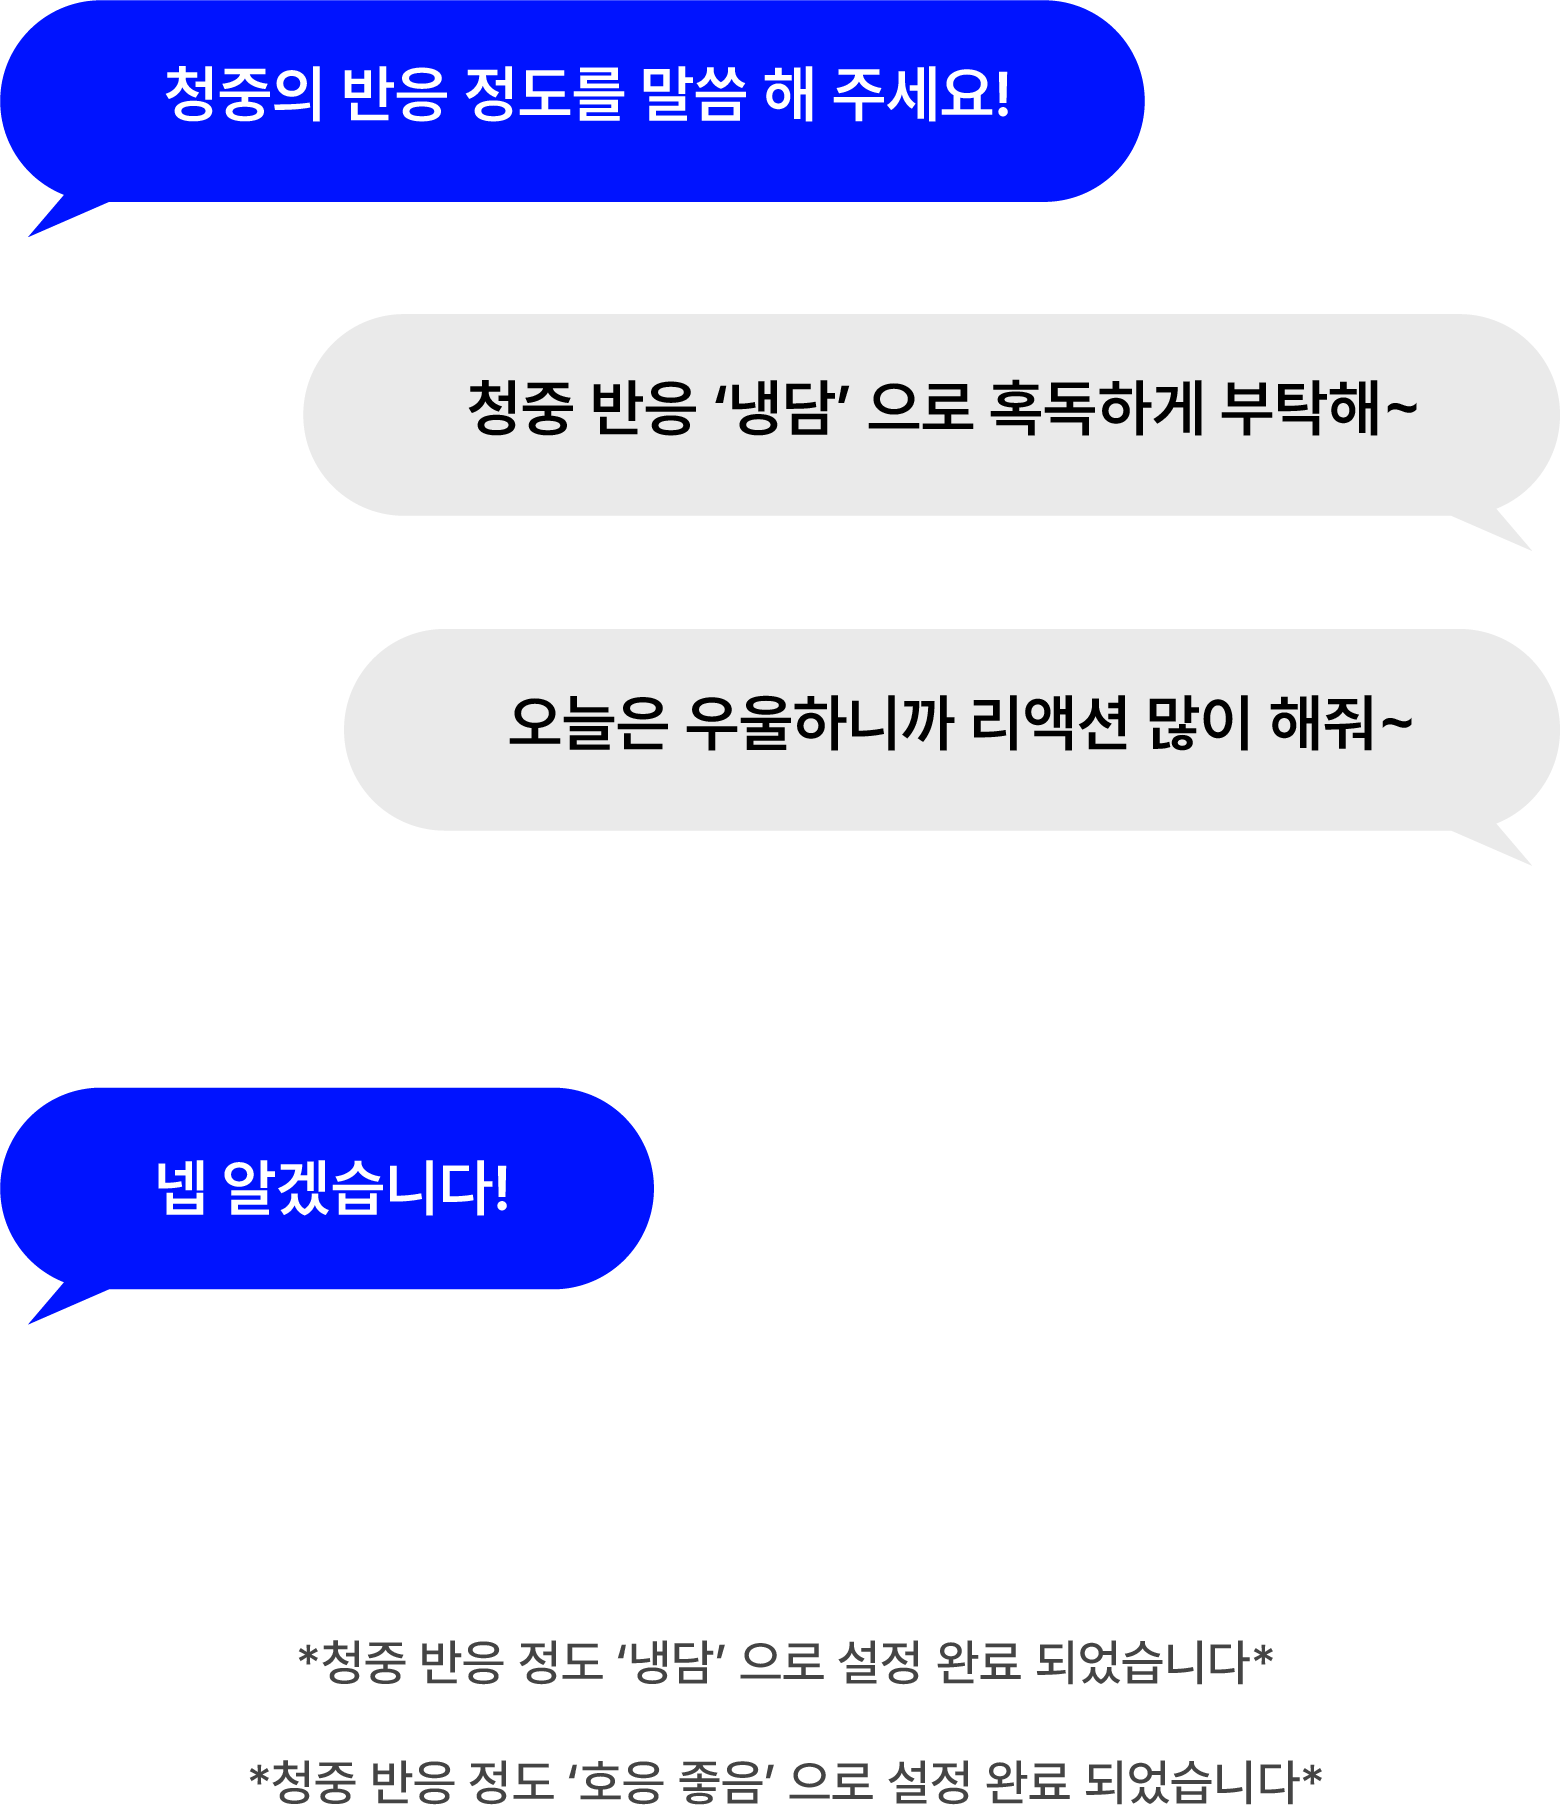 청중의 반응 정도를 말씀 해 주세요!
청중 반응 ‘냉담’ 으로 혹독하게 부탁해~
오늘은 우울하니까 리액션 많이 해줘~
넵 알겠습니다!
*청중 반응 정도 ‘냉담’ 으로 설정 완료 되었습니다*
*청중 반응 정도 ‘호응 좋음’ 으로 설정 완료 되었습니다*